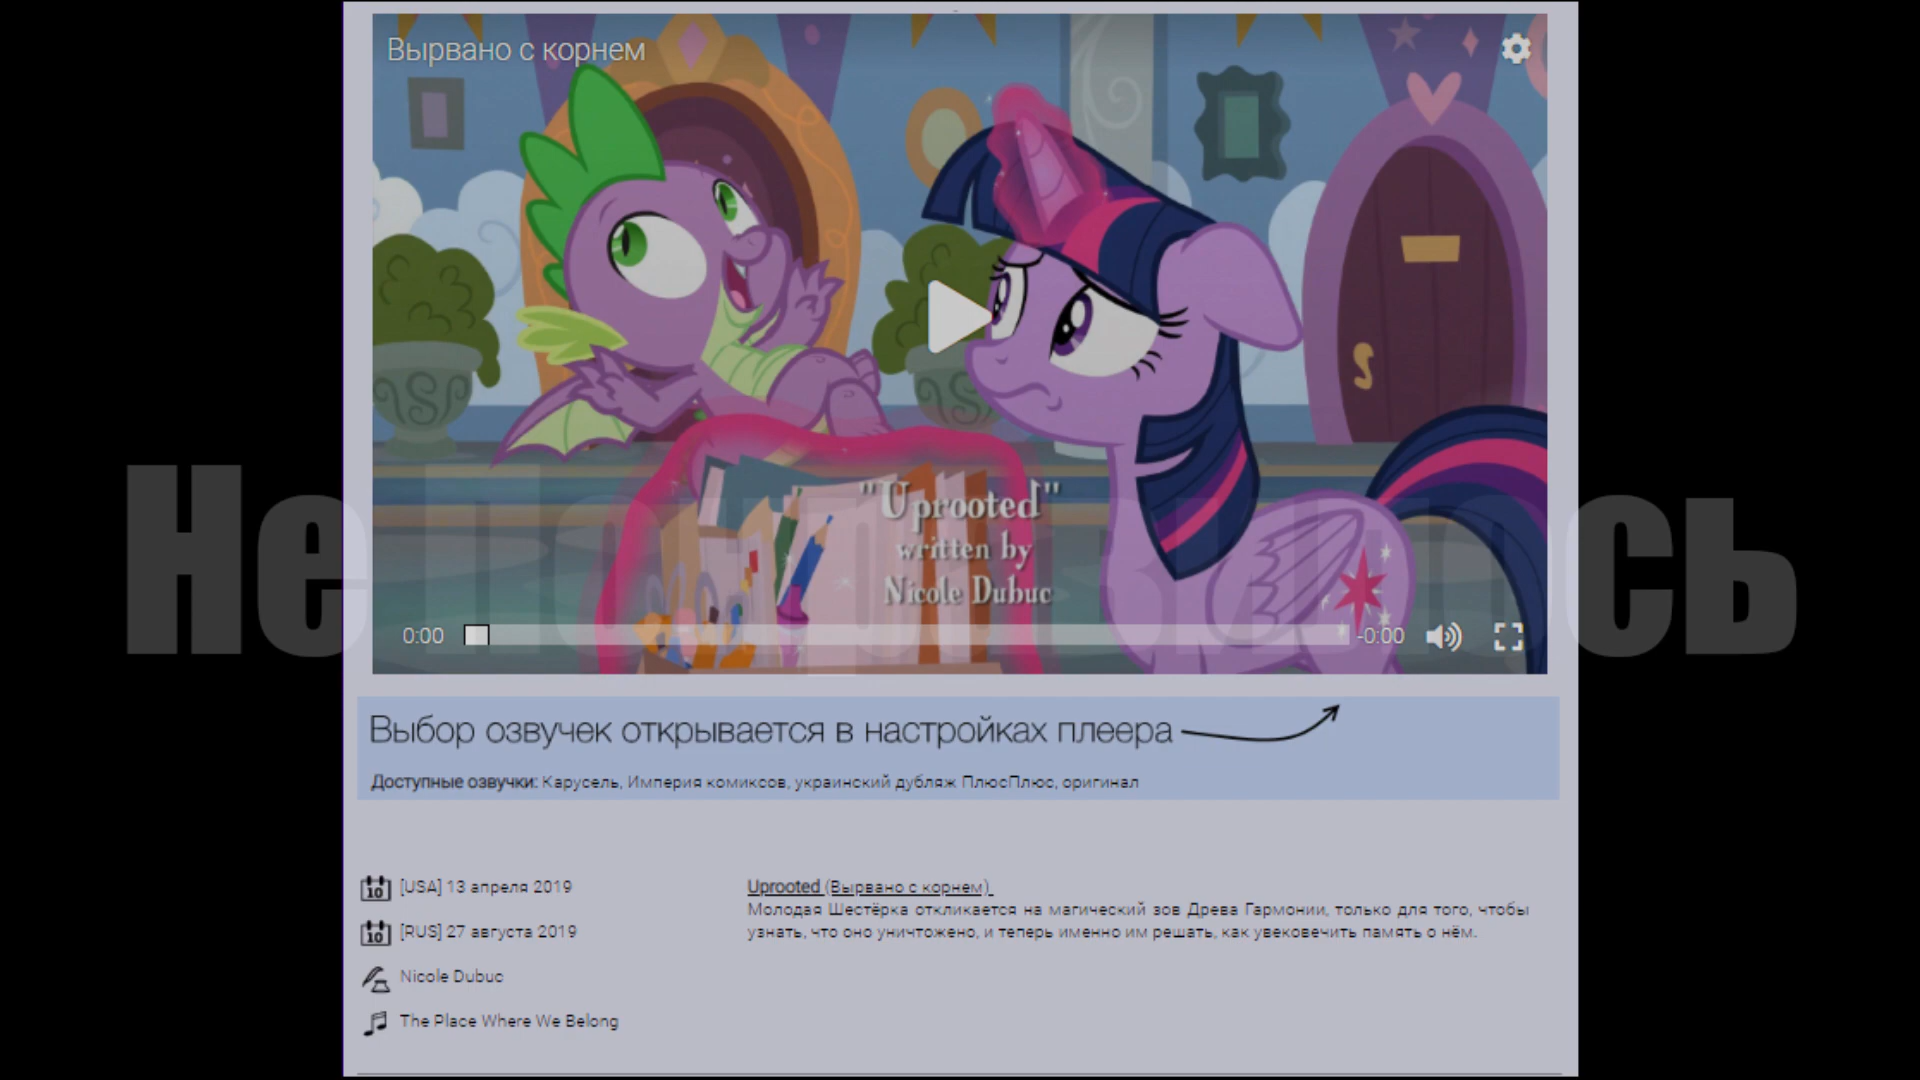 Вырвано с корнем
"Uprooted"
written by
Nicole Dubuc
0:00
-0:00
Не понравилось
Выбор озвучек открывается в настройках плеера
Доступные озвучки: Карусель, Империя комиксов, украинский дубляж ПлюсПлюс, оригинал
[USA] 13 апреля 2019
[RUS] 27 августа 2019
Nicole Dubuc
The Place Where We Belong
Uprooted (Вырвано с корнем)
Молодая Шестёрка откликается на магический зов Древа Гармонии, только для того, чтобы
узнать, что оно уничтожено, и теперь именно им решать, как увековечить память о нём.